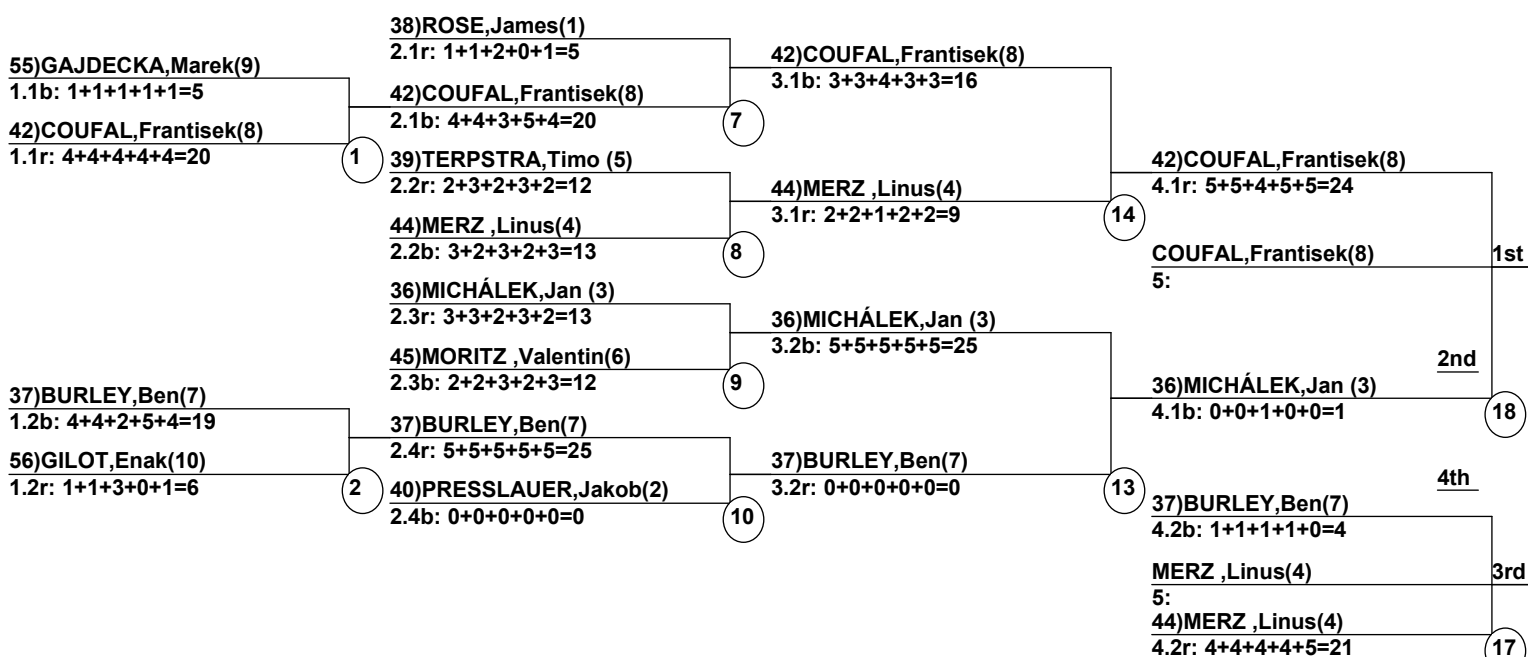 55)GAJDECKA,Marek(9)
1.1b: 1+1+1+1+1=5
42)COUFAL,Frantisek(8)
1.1r: 4+4+4+4+4=20
1
37)BURLEY,Ben(7)
1.2b: 4+4+2+5+4=19
56)GILOT,Enak(10)
1.2r: 1+1+3+0+1=6
2
38)ROSE,James(1)
2.1r: 1+1+2+0+1=5
42)COUFAL,Frantisek(8)
2.1b: 4+4+3+5+4=20
7
39)TERPSTRA,Timo (5)
2.2r: 2+3+2+3+2=12
44)MERZ ,Linus(4)
2.2b: 3+2+3+2+3=13
8
36)MICHÁLEK,Jan (3)
2.3r: 3+3+2+3+2=13
45)MORITZ ,Valentin(6)
2.3b: 2+2+3+2+3=12
9
37)BURLEY,Ben(7)
2.4r: 5+5+5+5+5=25
40)PRESSLAUER,Jakob(2)
2.4b: 0+0+0+0+0=0
10
42)COUFAL,Frantisek(8)
3.1b: 3+3+4+3+3=16
44)MERZ ,Linus(4)
3.1r: 2+2+1+2+2=9
14
36)MICHÁLEK,Jan (3)
3.2b: 5+5+5+5+5=25
37)BURLEY,Ben(7)
3.2r: 0+0+0+0+0=0
13
42)COUFAL,Frantisek(8)
4.1r: 5+5+4+5+5=24
COUFAL,Frantisek(8) 1st
5:
2nd
36)MICHÁLEK,Jan (3)
4.1b: 0+0+1+0+0=1
18
4th
37)BURLEY,Ben(7)
4.2b: 1+1+1+1+0=4
MERZ ,Linus(4) 3rd
5:
44)MERZ ,Linus(4)
4.2r: 4+4+4+4+5=21
17